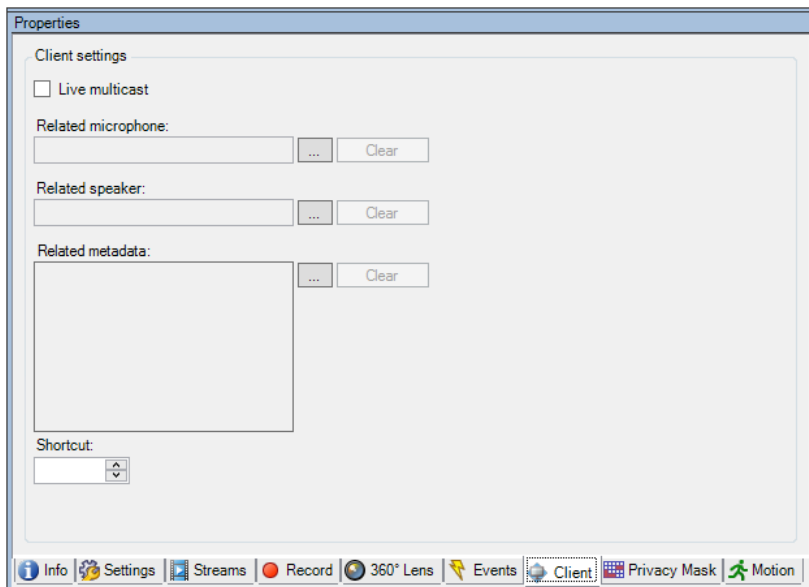 Properties
Client settings
Live multicast
Related microphone:
... Clear
Related speaker:
... Clear
Related metadata:
... Clear
Shortcut:
Info Settings Streams Record 360° Lens Events Client Privacy Mask Motion